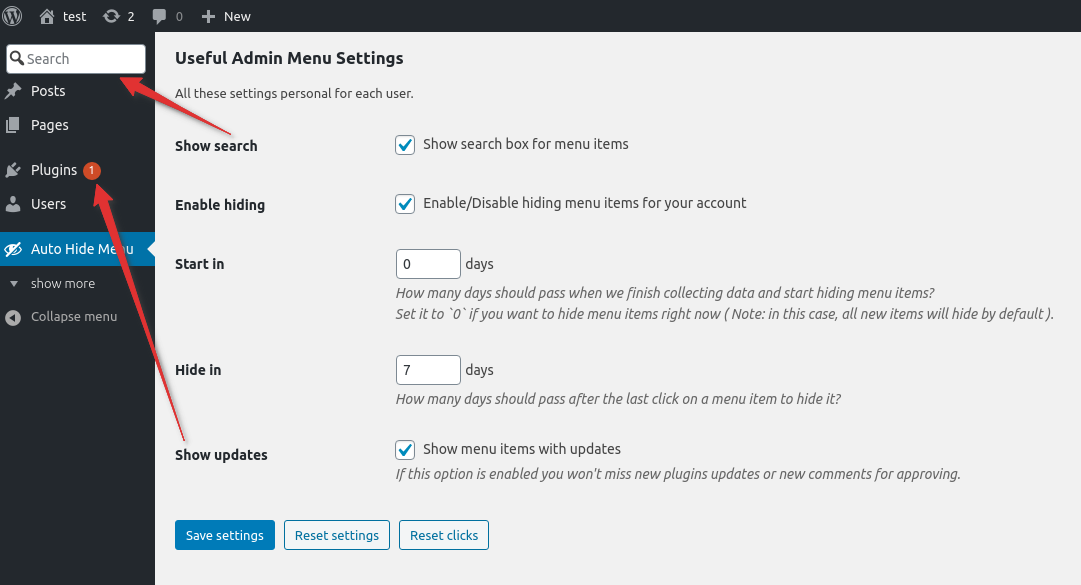 test 2 0 New
Search
Posts
Pages
Plugins 1
Users
Auto Hide Menu
show more
Collapse menu
Useful Admin Menu Settings
All these settings personal for each user.
Show search
Show search box for menu items
Enable hiding
Enable/Disable hiding menu items for your account
Start in
0 days
How many days should pass when we finish collecting data and start hiding menu items?
Set it to `0` if you want to hide menu items right now ( Note: in this case, all new items will hide by default ).
Hide in
7 days
How many days should pass after the last click on a menu item to hide it?
Show updates
Show menu items with updates
If this option is enabled you won't miss new plugins updates or new comments for approving.
Save settings Reset settings Reset clicks